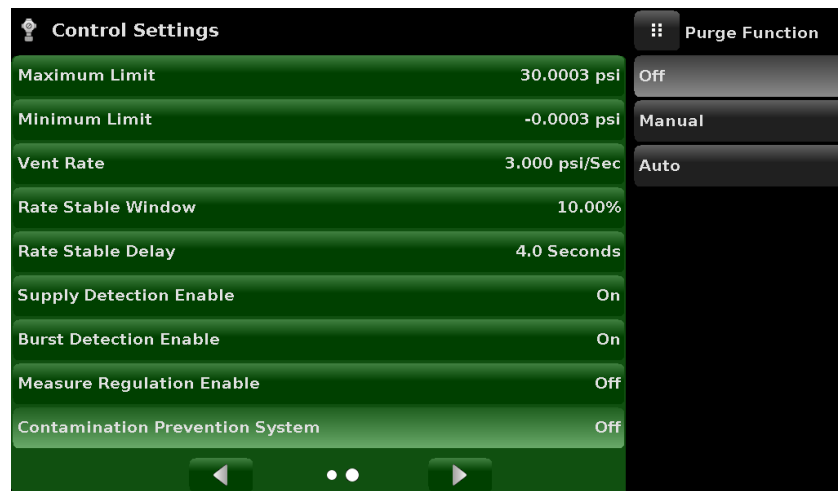 Control Settings
Maximum Limit 30.0003 psi
Minimum Limit -0.0003 psi
Vent Rate 3.000 psi/Sec
Rate Stable Window 10.00%
Rate Stable Delay 4.0 Seconds
Supply Detection Enable On
Burst Detection Enable On
Measure Regulation Enable Off
Contamination Prevention System Off
Purge Function
Off
Manual
Auto